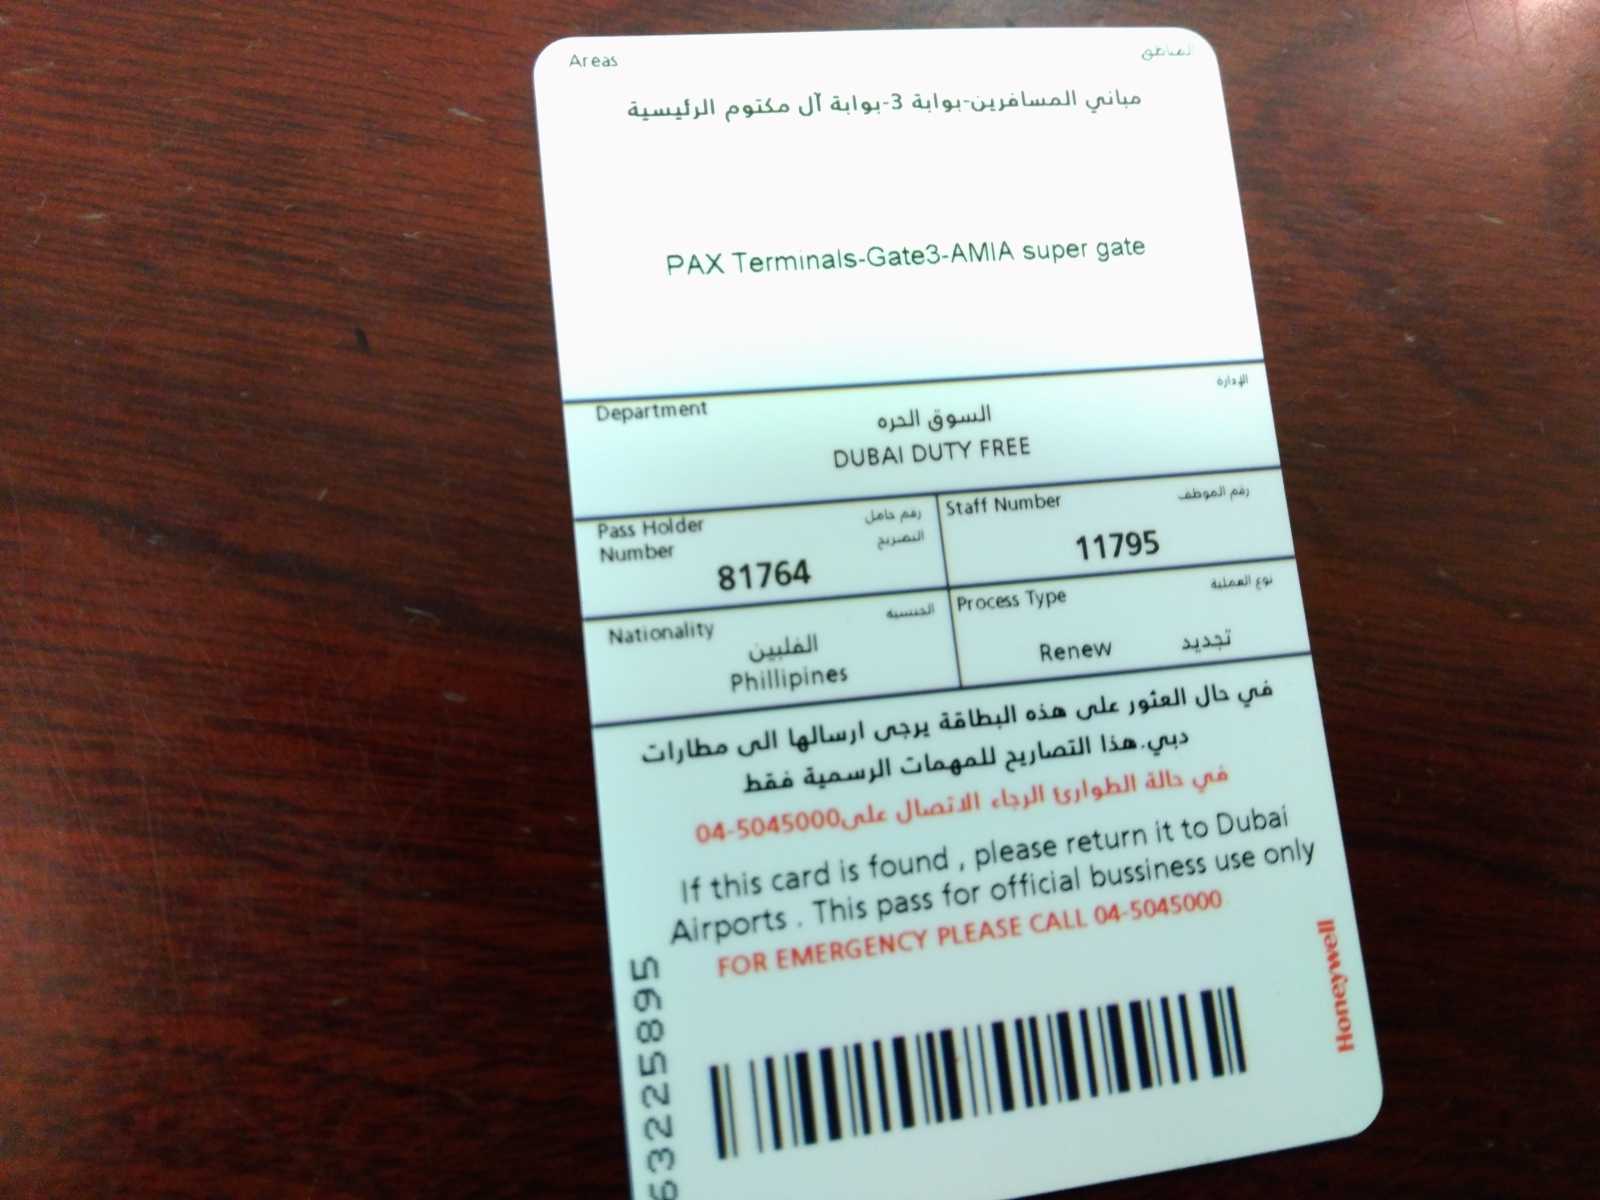 Areas المناطق
مباني المسافرين-بوابة 3-بوابة آل مكتوم الرئيسية
PAX Terminals-Gate3-AMIA super gate
Department الإدارة
السوق الحره
DUBAI DUTY FREE
Pass Holder Number رقم حامل التصريح
81764
Staff Number رقم الموظف
11795
Nationality الجنسية
الفلبين
Phillipines
Process Type نوع العملية
Renew تجديد
في حال العثور على هذه البطاقة يرجى ارسالها الى مطارات
دبي.هذا التصاريح للمهمات الرسمية فقط
في حالة الطوارئ الرجاء الاتصال على04-5045000
If this card is found , please return it to Dubai
Airports . This pass for official bussiness use only
FOR EMERGENCY PLEASE CALL 04-5045000
Honeywell
63225895